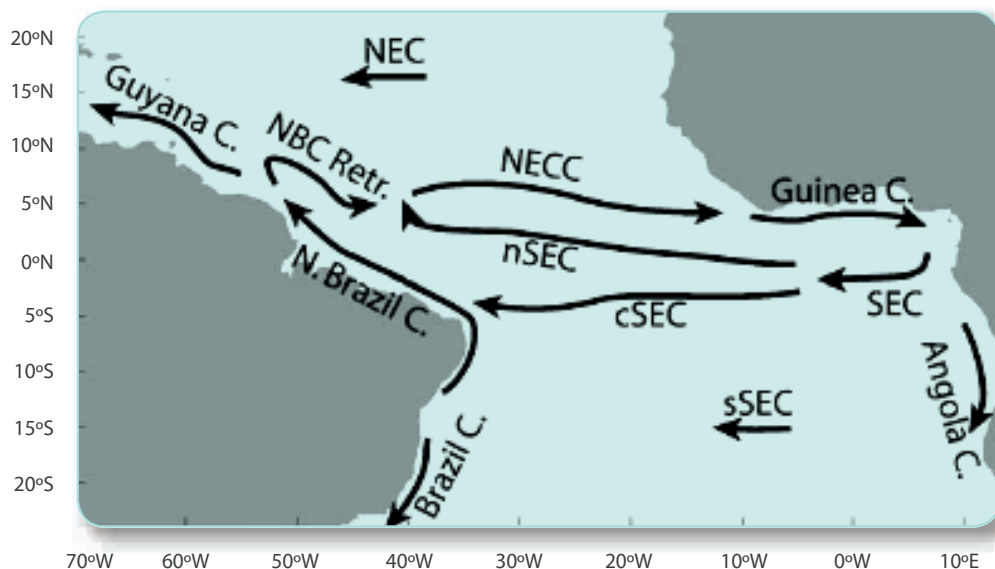 20ºN
15ºN
10ºN
5ºN
0ºN
5ºS
10ºS
15ºS
20ºS
NEC
Guyana C.
NBC Retr.
NECC
Guinea C.
nSEC
N. Brazil C.
cSEC
SEC
Angola C.
sSEC
Brazil C.
70ºW
60ºW
50ºW
40ºW
30ºW
20ºW
10ºW
0ºW
10ºE